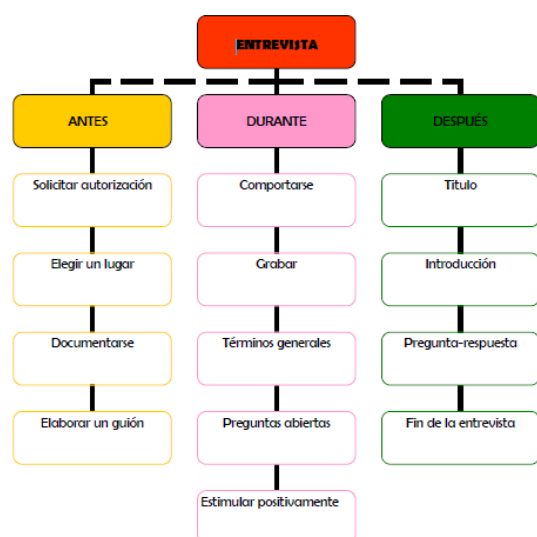 ENTREVISTA
ANTES
DURANTE
DESPUÉS
Solicitar autorización
Comportarse
Titulo
Elegir un lugar
Grabar
Introducción
Documentarse
Términos generales
Pregunta-respuesta
Elaborar un guión
Preguntas abiertas
Fin de la entrevista
Estimular positivamente